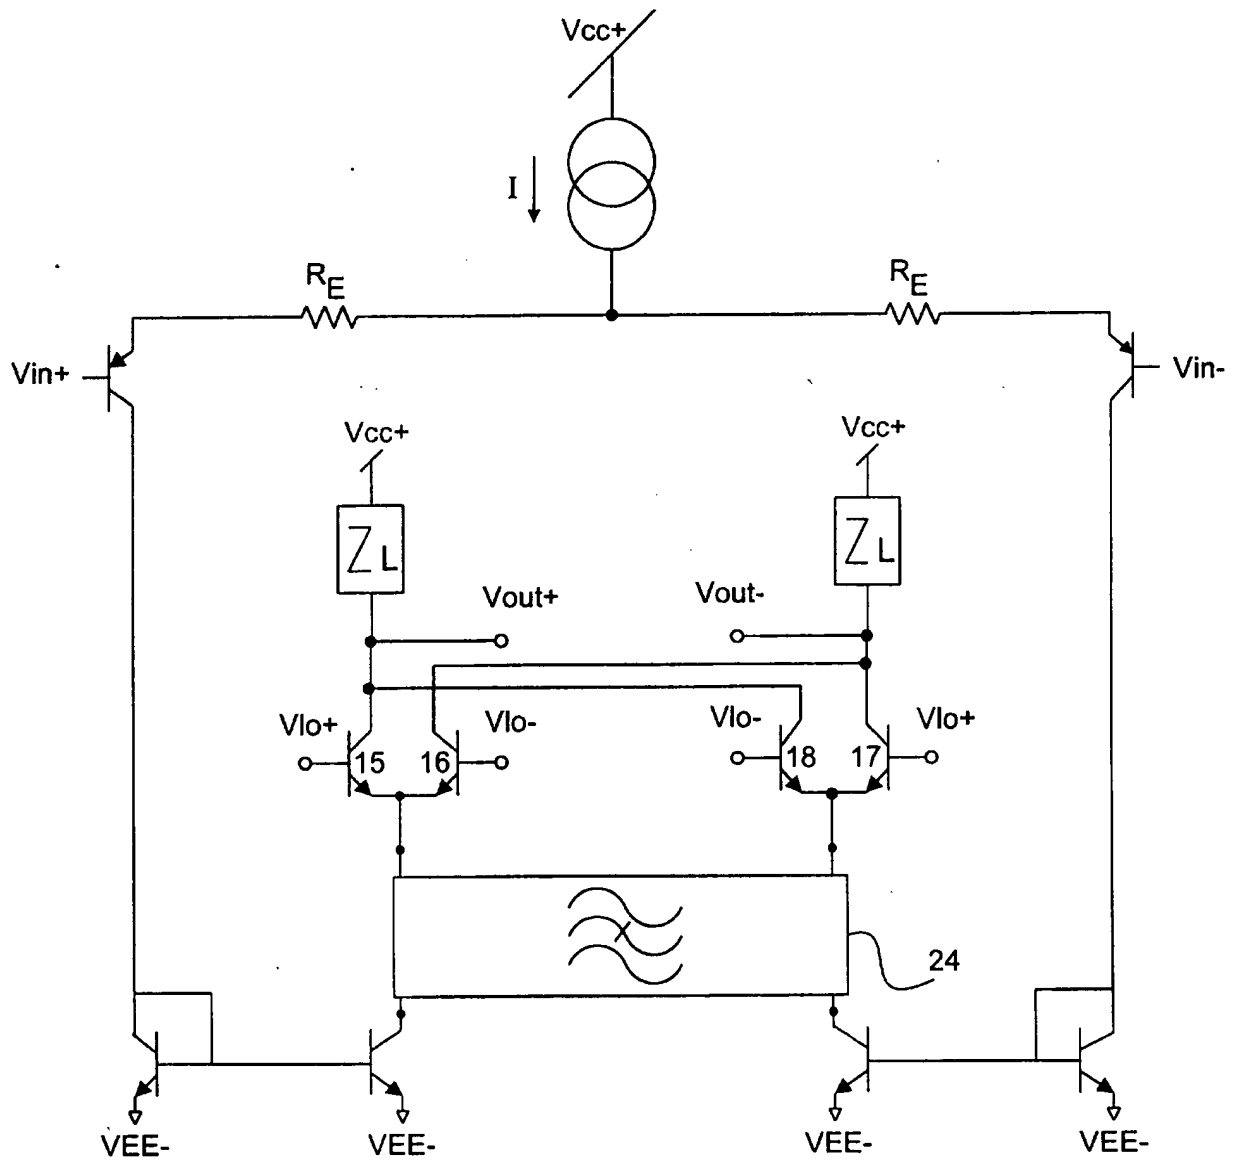 Vcc+
I
RE
RE
Vin+
Vin-
Vcc+
Vcc+
ZL
ZL
Vout+
Vout-
Vlo+
Vlo-
Vlo-
Vlo+
15
16
18
17
24
VEE-
VEE-
VEE-
VEE-